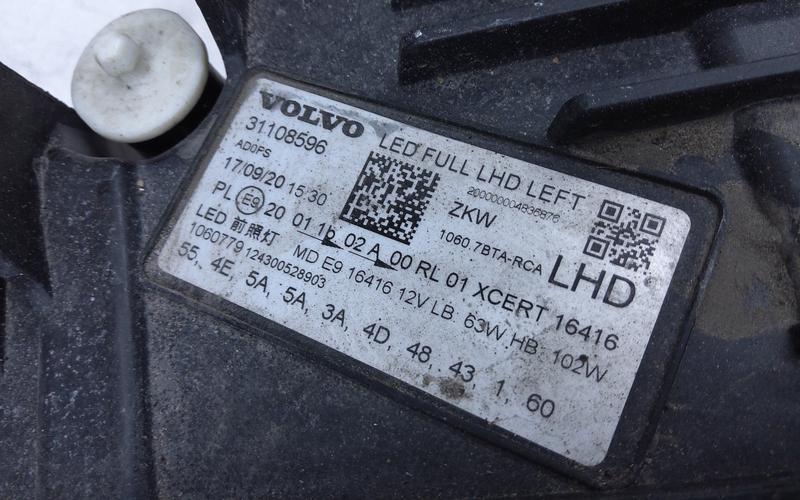 VOLVO
LED FULL LHD LEFT
31108596
AD0FS
17/09/20 15:30
ZKW
1060.7BTA-RCA
LHD
PL E9 20 01 1b 02 A 00 RL 01 XCERT 16416
LED 前照灯 MD E9 16416 12V LB: 63W HB: 102W
1060779 124300528903
55, 4E, 5A, 5A, 3A, 4D, 48, 43, 1, 60